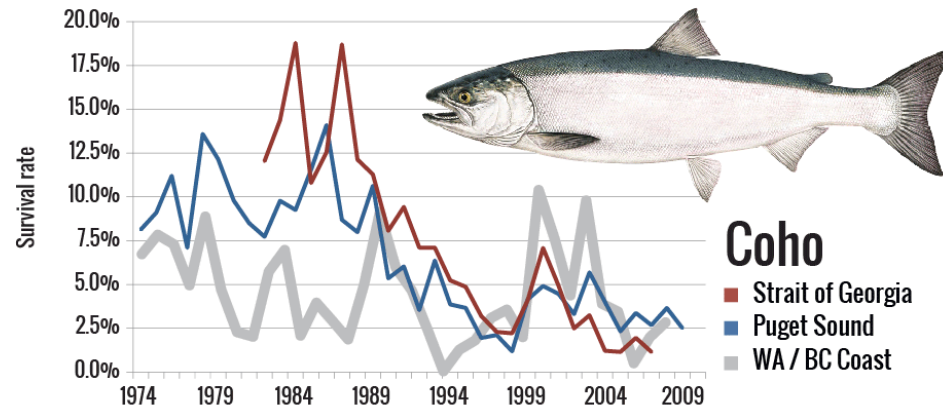 20.0%
17.5%
15.0%
12.5%
10.0%
7.5%
5.0%
2.5%
0.0%
Survival rate
1974 1979 1984 1989 1994 1999 2004 2009
Coho
Strait of Georgia
Puget Sound
WA / BC Coast